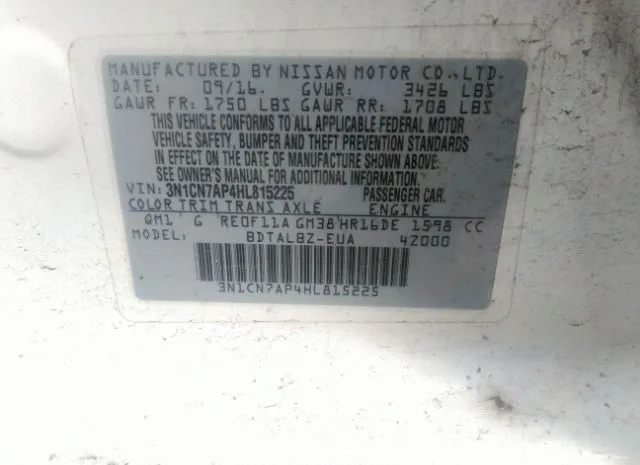 MANUFACTURED BY NISSAN MOTOR CO.,LTD.
DATE: 09/16. GVWR: 3426 LBS
GAWR FR: 1750 LBS GAWR RR: 1708 LBS
THIS VEHICLE CONFORMS TO ALL APPLICABLE FEDERAL MOTOR
VEHICLE SAFETY, BUMPER AND THEFT PREVENTION STANDARDS
IN EFFECT ON THE DATE OF MANUFACTURE SHOWN ABOVE.
SEE OWNER'S MANUAL FOR ADDITIONAL INFORMATION.
VIN: 3N1CN7AP4HL815225 PASSENGER CAR.
COLOR TRIM TRANS AXLE ENGINE
QM1 G RE0F11A GM38 HR16DE 1598 CC
MODEL: BDTALBZ-EUA 4Z000
3N1CN7AP4HL815225